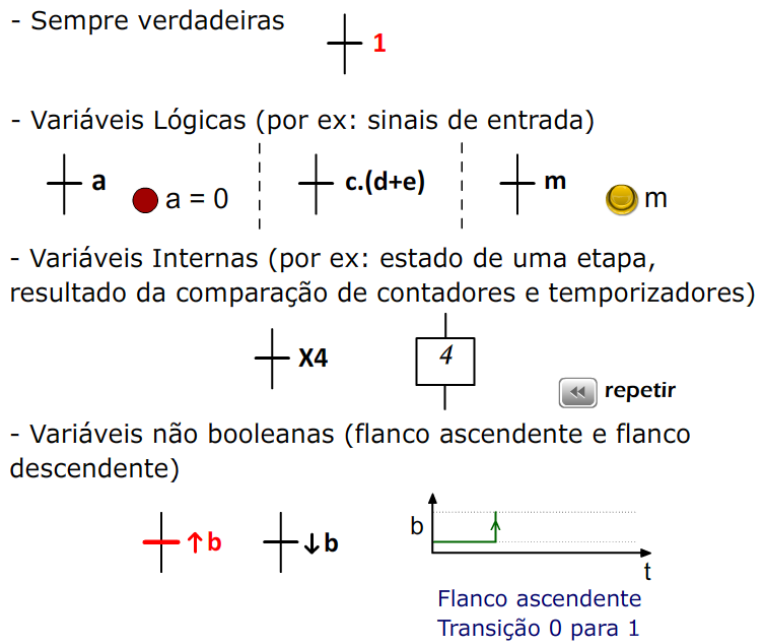 - Sempre verdadeiras
1
- Variáveis Lógicas (por ex: sinais de entrada)
a
a = 0
c.(d+e)
m
m
- Variáveis Internas (por ex: estado de uma etapa,
resultado da comparação de contadores e temporizadores)
X4
4
repetir
- Variáveis não booleanas (flanco ascendente e flanco
descendente)
↑b
↓b
b
t
Flanco ascendente
Transição 0 para 1